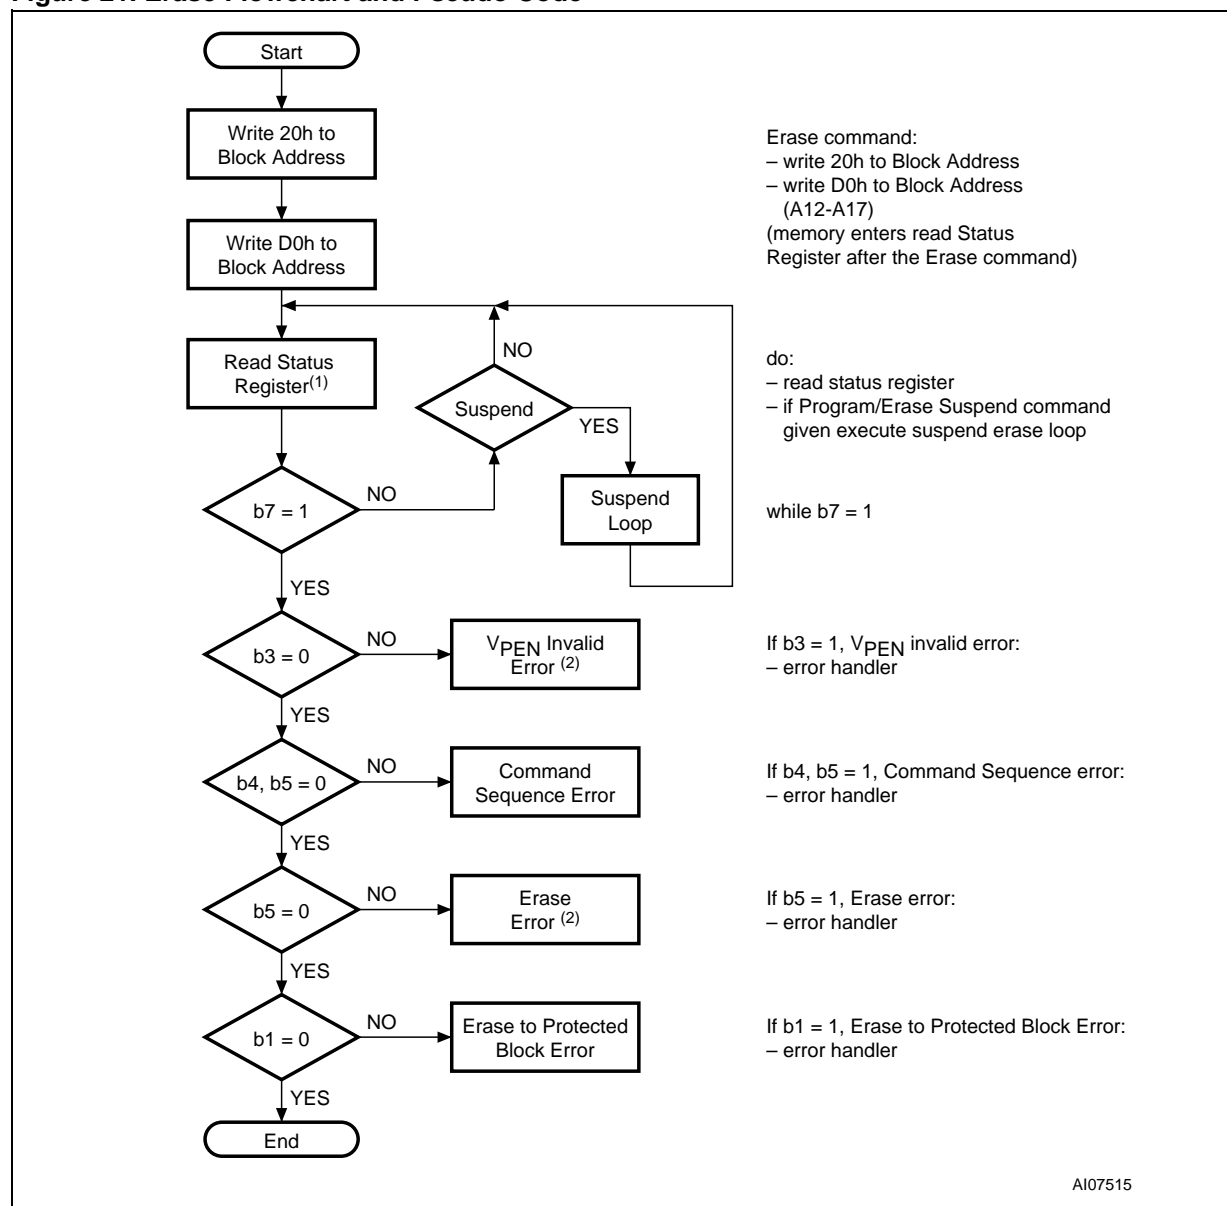 Start
Write 20h to
Block Address
Erase command:
– write 20h to Block Address
– write D0h to Block Address
(A12-A17)
(memory enters read Status
Register after the Erase command)
Write D0h to
Block Address
Read Status
Register(1)
NO
Suspend
YES
do:
– read status register
– if Program/Erase Suspend command
given execute suspend erase loop
b7 = 1
NO
Suspend
Loop
while b7 = 1
YES
b3 = 0
NO
VPEN Invalid
Error (2)
If b3 = 1, VPEN invalid error:
– error handler
YES
b4, b5 = 0
NO
Command
Sequence Error
If b4, b5 = 1, Command Sequence error:
– error handler
YES
b5 = 0
NO
Erase
Error (2)
If b5 = 1, Erase error:
– error handler
YES
b1 = 0
NO
Erase to Protected
Block Error
If b1 = 1, Erase to Protected Block Error:
– error handler
YES
End
AI07515